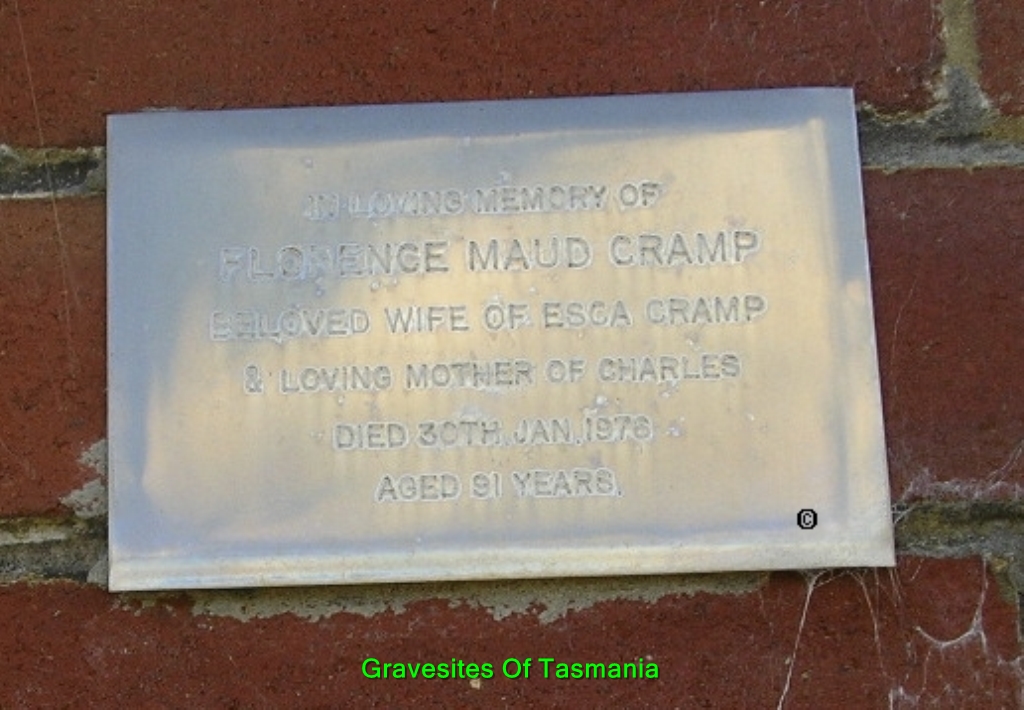 IN LOVING MEMORY OF
FLORENCE MAUD CRAMP
BELOVED WIFE OF ESCA CRAMP
& LOVING MOTHER OF CHARLES
DIED 30TH JAN. 1976
AGED 91 YEARS.
©
Gravesites Of Tasmania